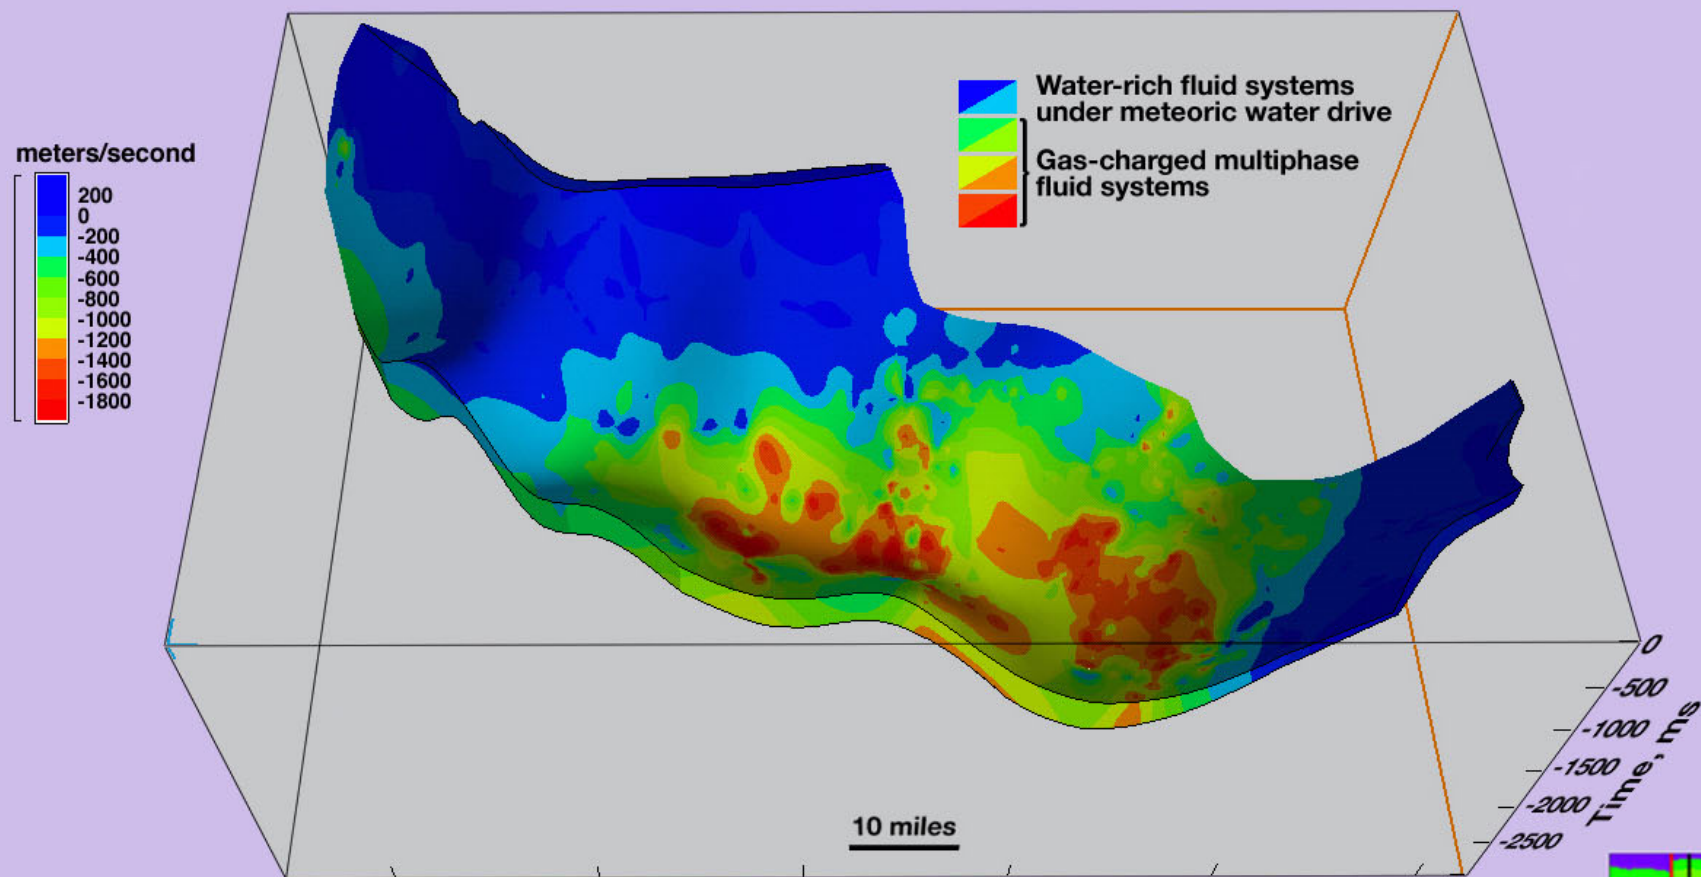 Water-rich fluid systems
under meteoric water drive
Gas-charged multiphase
fluid systems
meters/second
200
0
-200
-400
-600
-800
-1000
-1200
-1400
-1600
-1800
0
-500
-1000
-1500
-2000
-2500
Time, ms
10 miles